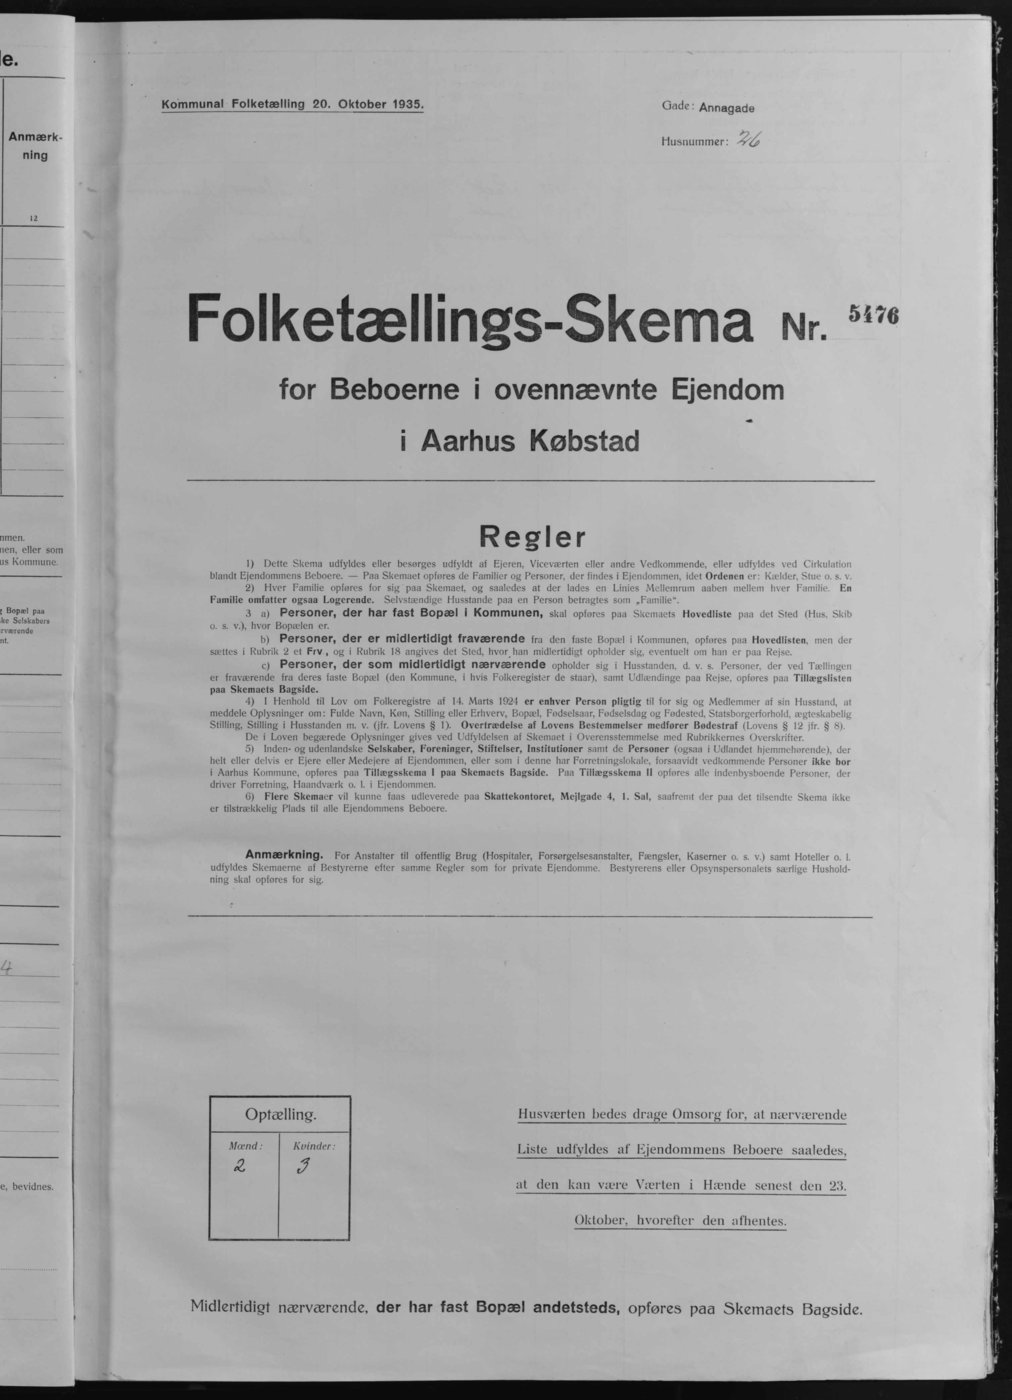 le.
Anmærk-
ning
12
nmen.
nen, eller som
us Kommune.
g Bopæl paa
ke Selskabers
rværende
nt.
4
e, bevidnes.
Kommunal Folketælling 20. Oktober 1935.
Gade: Annagade
Husnummer: 26
Folketællings-Skema Nr. 5476
for Beboerne i ovennævnte Ejendom
i Aarhus Købstad
Regler
1) Dette Skema udfyldes eller besørges udfyldt af Ejeren, Viceværten eller andre Vedkommende, eller udfyldes ved Cirkulation
blandt Ejendommens Beboere. — Paa Skemaet opføres de Familier og Personer, der findes i Ejendommen, idet Ordenen er: Kælder, Stue o. s. v.
2) Hver Familie opføres for sig paa Skemaet, og saaledes at der lades en Linies Mellemrum aaben mellem hver Familie. En
Familie omfatter ogsaa Logerende. Selvstændige Husstande paa en Person betragtes som „Familie“.
3 a) Personer, der har fast Bopæl i Kommunen, skal opføres paa Skemaets Hovedliste paa det Sted (Hus, Skib
o. s. v.), hvor Bopælen er.
b) Personer, der er midlertidigt fraværende fra den faste Bopæl i Kommunen, opføres paa Hovedlisten, men der
sættes i Rubrik 2 et Frv, og i Rubrik 18 angives det Sted, hvor han midlertidigt opholder sig, eventuelt om han er paa Rejse.
c) Personer, der som midlertidigt nærværende opholder sig i Husstanden, d. v. s. Personer, der ved Tællingen
er fraværende fra deres faste Bopæl (den Kommune, i hvis Folkeregister de staar), samt Udlændinge paa Rejse, opføres paa Tillægslisten
paa Skemaets Bagside.
4) I Henhold til Lov om Folkeregistre af 14. Marts 1924 er enhver Person pligtig til for sig og Medlemmer af sin Husstand, at
meddele Oplysninger om: Fulde Navn, Køn, Stilling eller Erhverv, Bopæl, Fødselsaar, Fødselsdag og Fødested, Statsborgerforhold, ægteskabelig
Stilling, Stilling i Husstanden m. v. (jfr. Lovens § 1). Overtrædelse af Lovens Bestemmelser medfører Bødestraf (Lovens § 12 jfr. § 8).
De i Loven begærede Oplysninger gives ved Udfyldelsen af Skemaet i Overensstemmelse med Rubrikkernes Overskrifter.
5) Inden- og udenlandske Selskaber, Foreninger, Stiftelser, Institutioner samt de Personer (ogsaa i Udlandet hjemmehørende), der
helt eller delvis er Ejere eller Medejere af Ejendommen, eller som i denne har Forretningslokale, forsaavidt vedkommende Personer ikke bor
i Aarhus Kommune, opføres paa Tillægsskema I paa Skemaets Bagside. Paa Tillægsskema II opføres alle indenbysboende Personer, der
driver Forretning, Haandværk o. l. i Ejendommen.
6) Flere Skemaer vil kunne faas udleverede paa Skattekontoret, Mejlgade 4, 1. Sal, saafremt der paa det tilsendte Skema ikke
er tilstrækkelig Plads til alle Ejendommens Beboere.
Anmærkning. For Anstalter til offentlig Brug (Hospitaler, Forsørgelsesanstalter, Fængsler, Kaserner o. s. v.) samt Hoteller o. l.
udfyldes Skemaerne af Bestyrerne efter samme Regler som for private Ejendomme. Bestyrerens eller Opsynspersonalets særlige Hushold-
ning skal opføres for sig.
Optælling.
Mænd: Kvinder:
2 3
Husværten bedes drage Omsorg for, at nærværende
Liste udfyldes af Ejendommens Beboere saaledes,
at den kan være Værten i Hænde senest den 23.
Oktober, hvorefter den afhentes.
Midlertidigt nærværende, der har fast Bopæl andetsteds, opføres paa Skemaets Bagside.